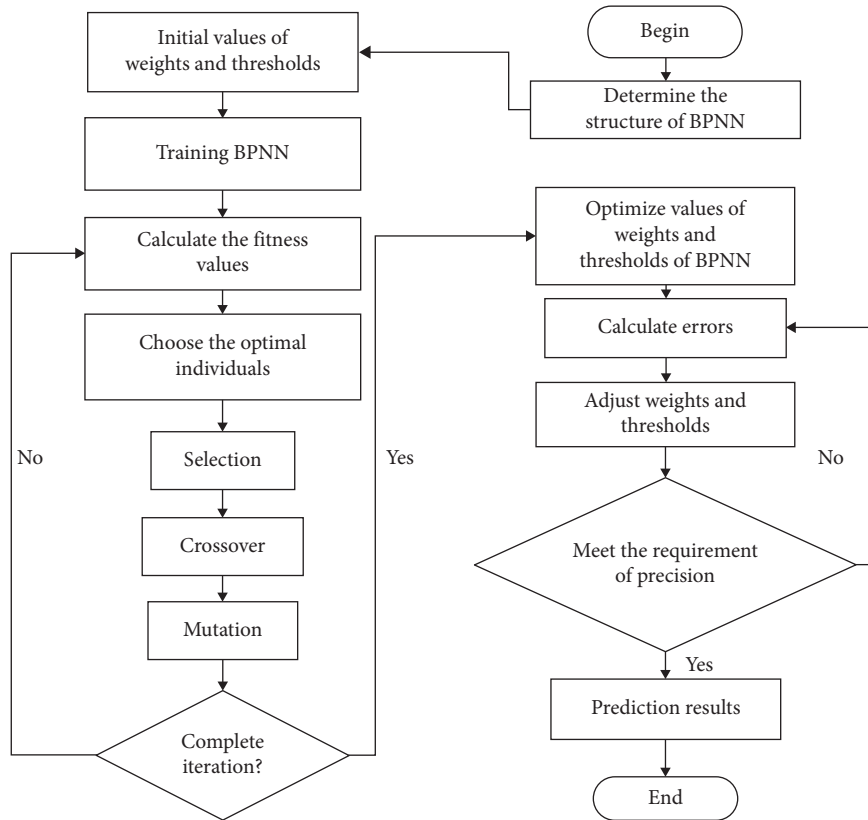 Begin
Determine the
structure of BPNN
Initial values of
weights and thresholds
Training BPNN
Calculate the fitness
values
Choose the optimal
individuals
Selection
Crossover
Mutation
Complete
iteration?
No
Yes
Optimize values of
weights and
thresholds of BPNN
Calculate errors
Adjust weights and
thresholds
Meet the requirement
of precision
No
Yes
Prediction results
End